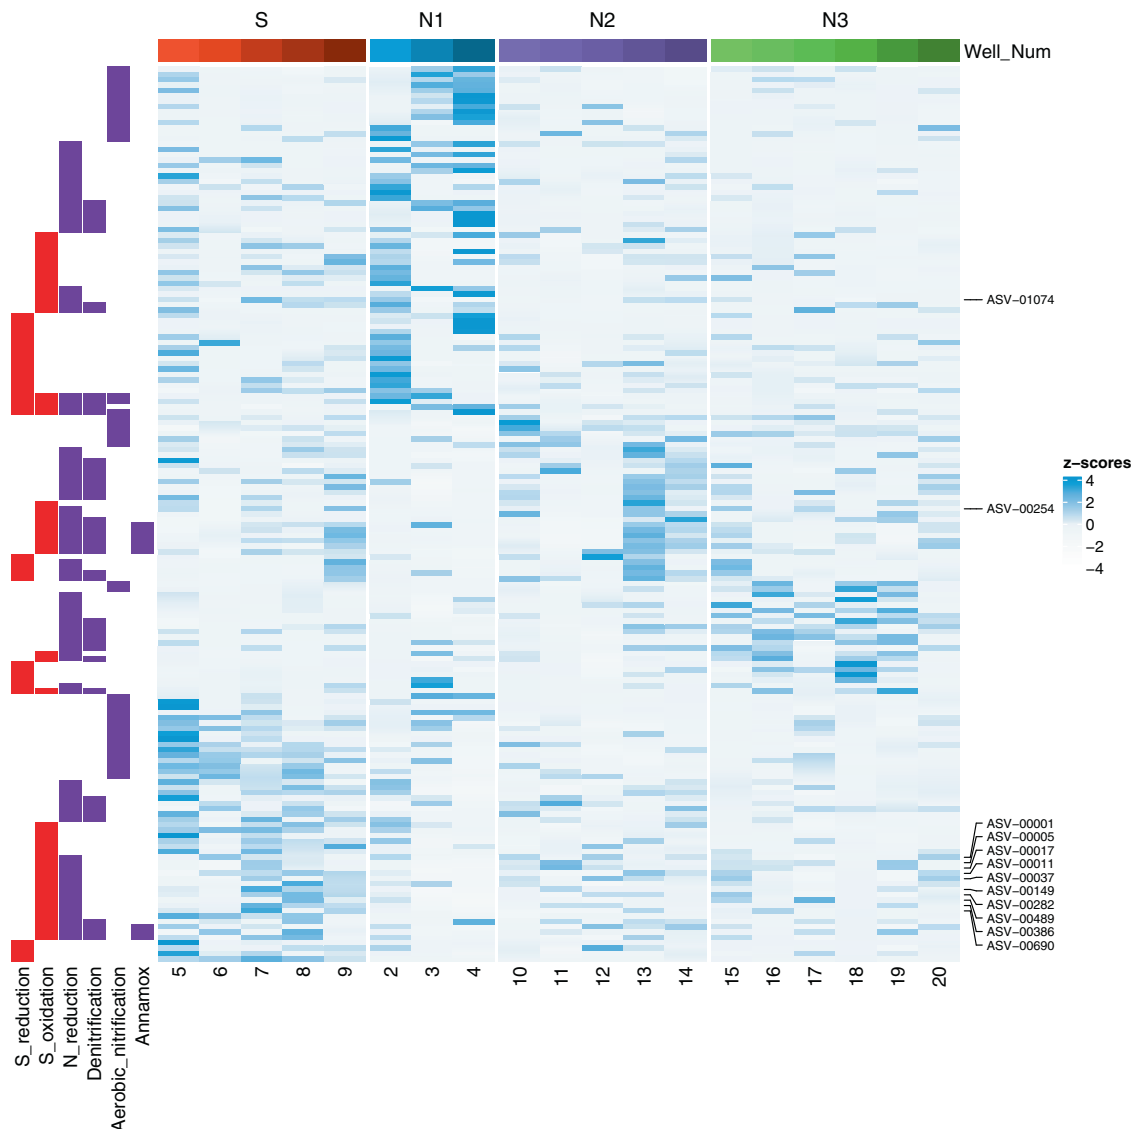 S N1 N2 N3
Well_Num
ASV−01074
z−scores
4
2
0
−2
−4
ASV−00254
ASV−00001
ASV−00005
ASV−00017
ASV−00011
ASV−00037
ASV−00149
ASV−00282
ASV−00489
ASV−00386
ASV−00690
5 6 7 8 9 2 3 4 10 11 12 13 14 15 16 17 18 19 20
S_reduction
S_oxidation
N_reduction
Denitrification
Aerobic_nitrification
Annamox